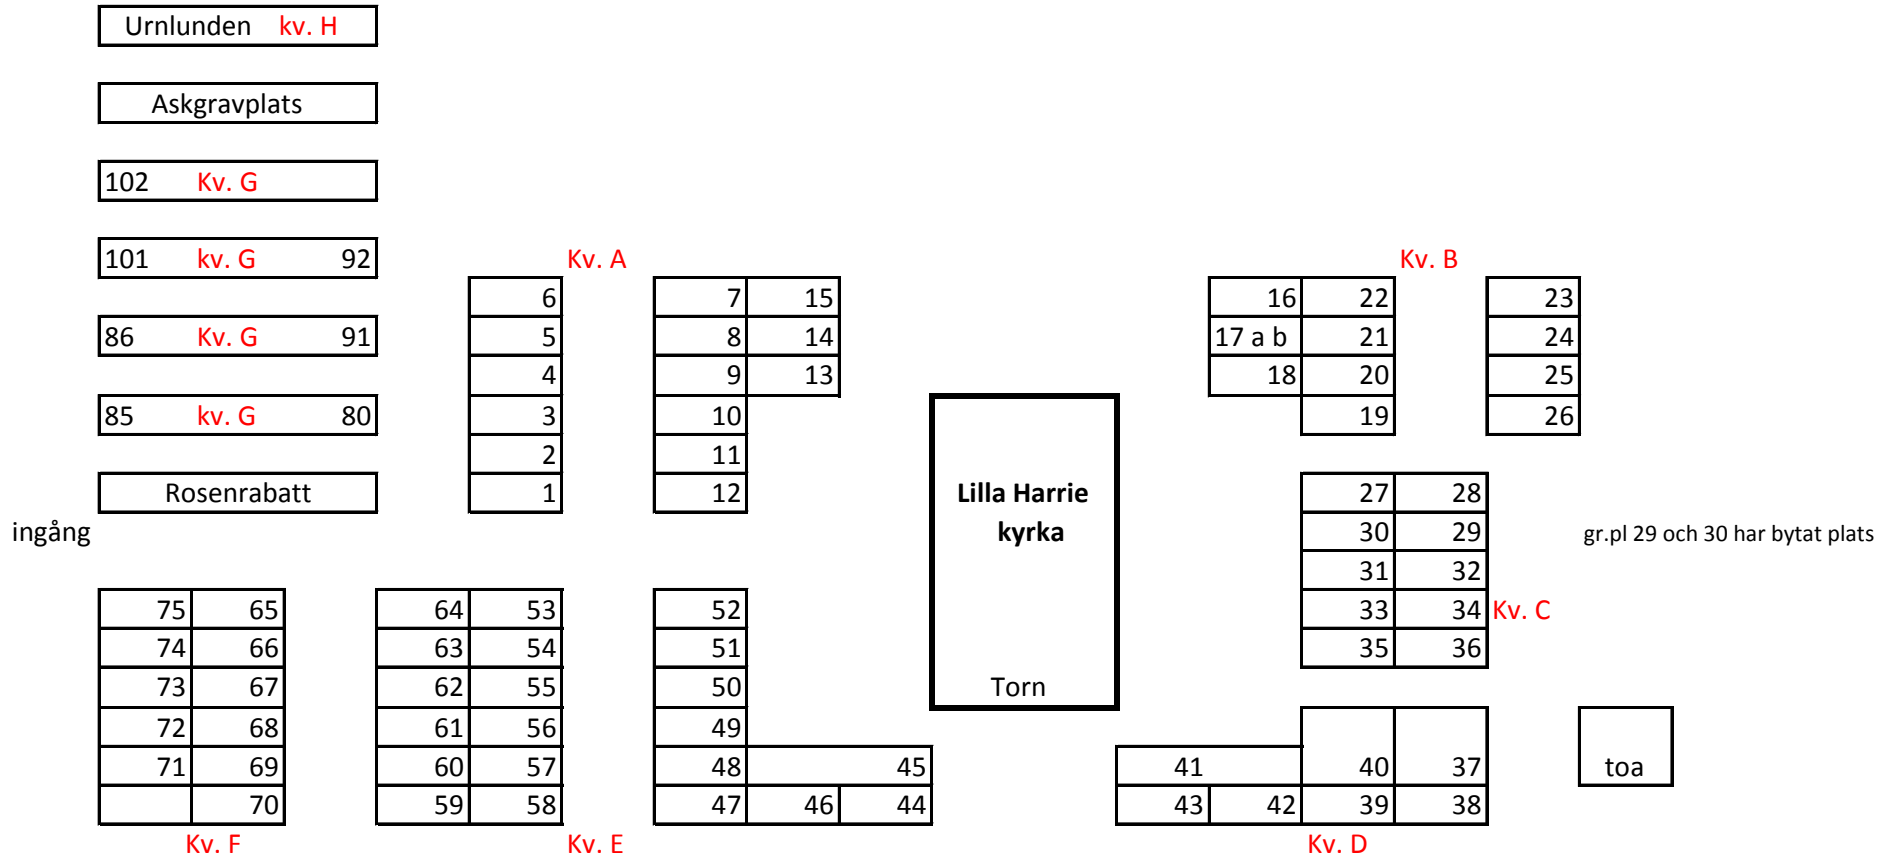 Urnlunden kv. H
Askgravplats
102 Kv. G
101 kv. G 92 Kv. A Kv. B
6 7 15 16 22 23
86 Kv. G 91 5 8 14 17 a b 21 24
4 9 13 18 20 25
85 kv. G 80 3 10 19 26
2 11
Rosenrabatt 1 12 Lilla Harrie 27 28
ingång kyrka 30 29 gr.pl 29 och 30 har bytat plats
31 32
75 65 64 53 52 33 34 Kv. C
74 66 63 54 51 35 36
73 67 62 55 50 Torn
72 68 61 56 49
71 69 60 57 48 45 41 40 37 toa
70 59 58 47 46 44 43 42 39 38
Kv. F Kv. E Kv. D